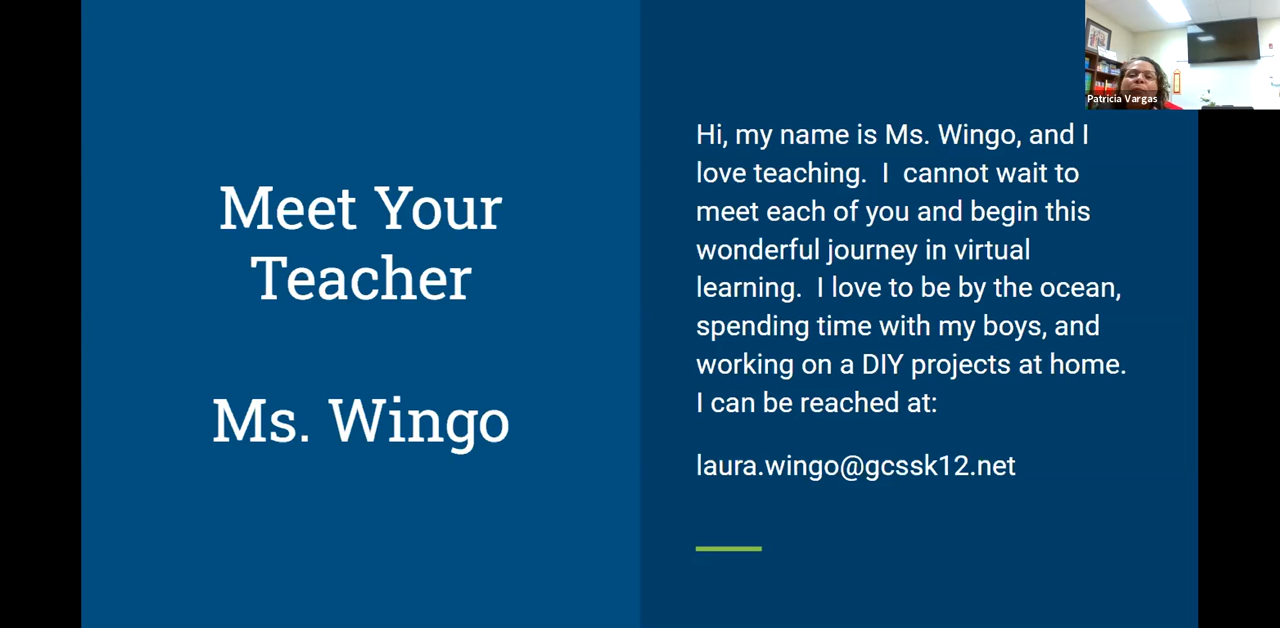 Meet Your
Teacher
Ms. Wingo
Patricia Vargas
Hi, my name is Ms. Wingo, and I
love teaching.  I  cannot wait to
meet each of you and begin this
wonderful journey in virtual
learning.  I love to be by the ocean,
spending time with my boys, and
working on a DIY projects at home.
I can be reached at:
laura.wingo@gcssk12.net